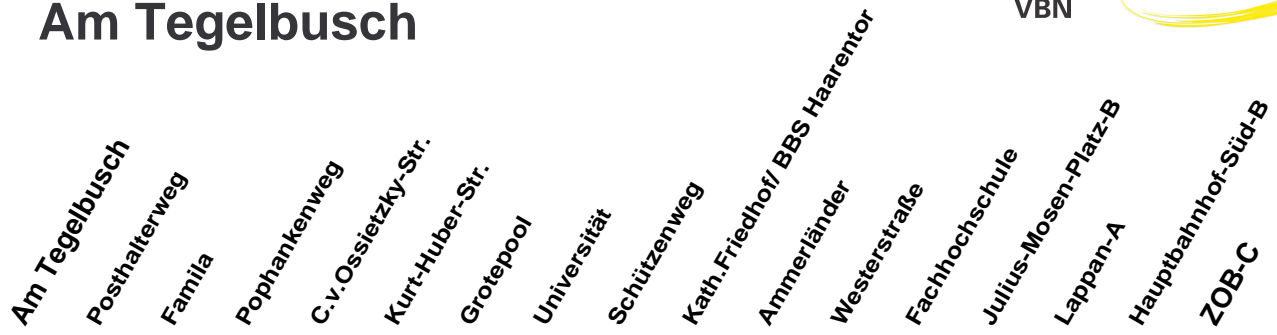 Am Tegelbusch
VBN
Am Tegelbusch
Posthalterweg
Famila
Pophankenweg
C.v.Ossietzky-Str.
Kurt-Huber-Str.
Grotepool
Universität
Schützenweg
Kath.Friedhof/ BBS Haarentor
Ammerländer
Westerstraße
Fachhochschule
Julius-Mosen-Platz-B
Lappan-A
Hauptbahnhof-Süd-B
ZOB-C